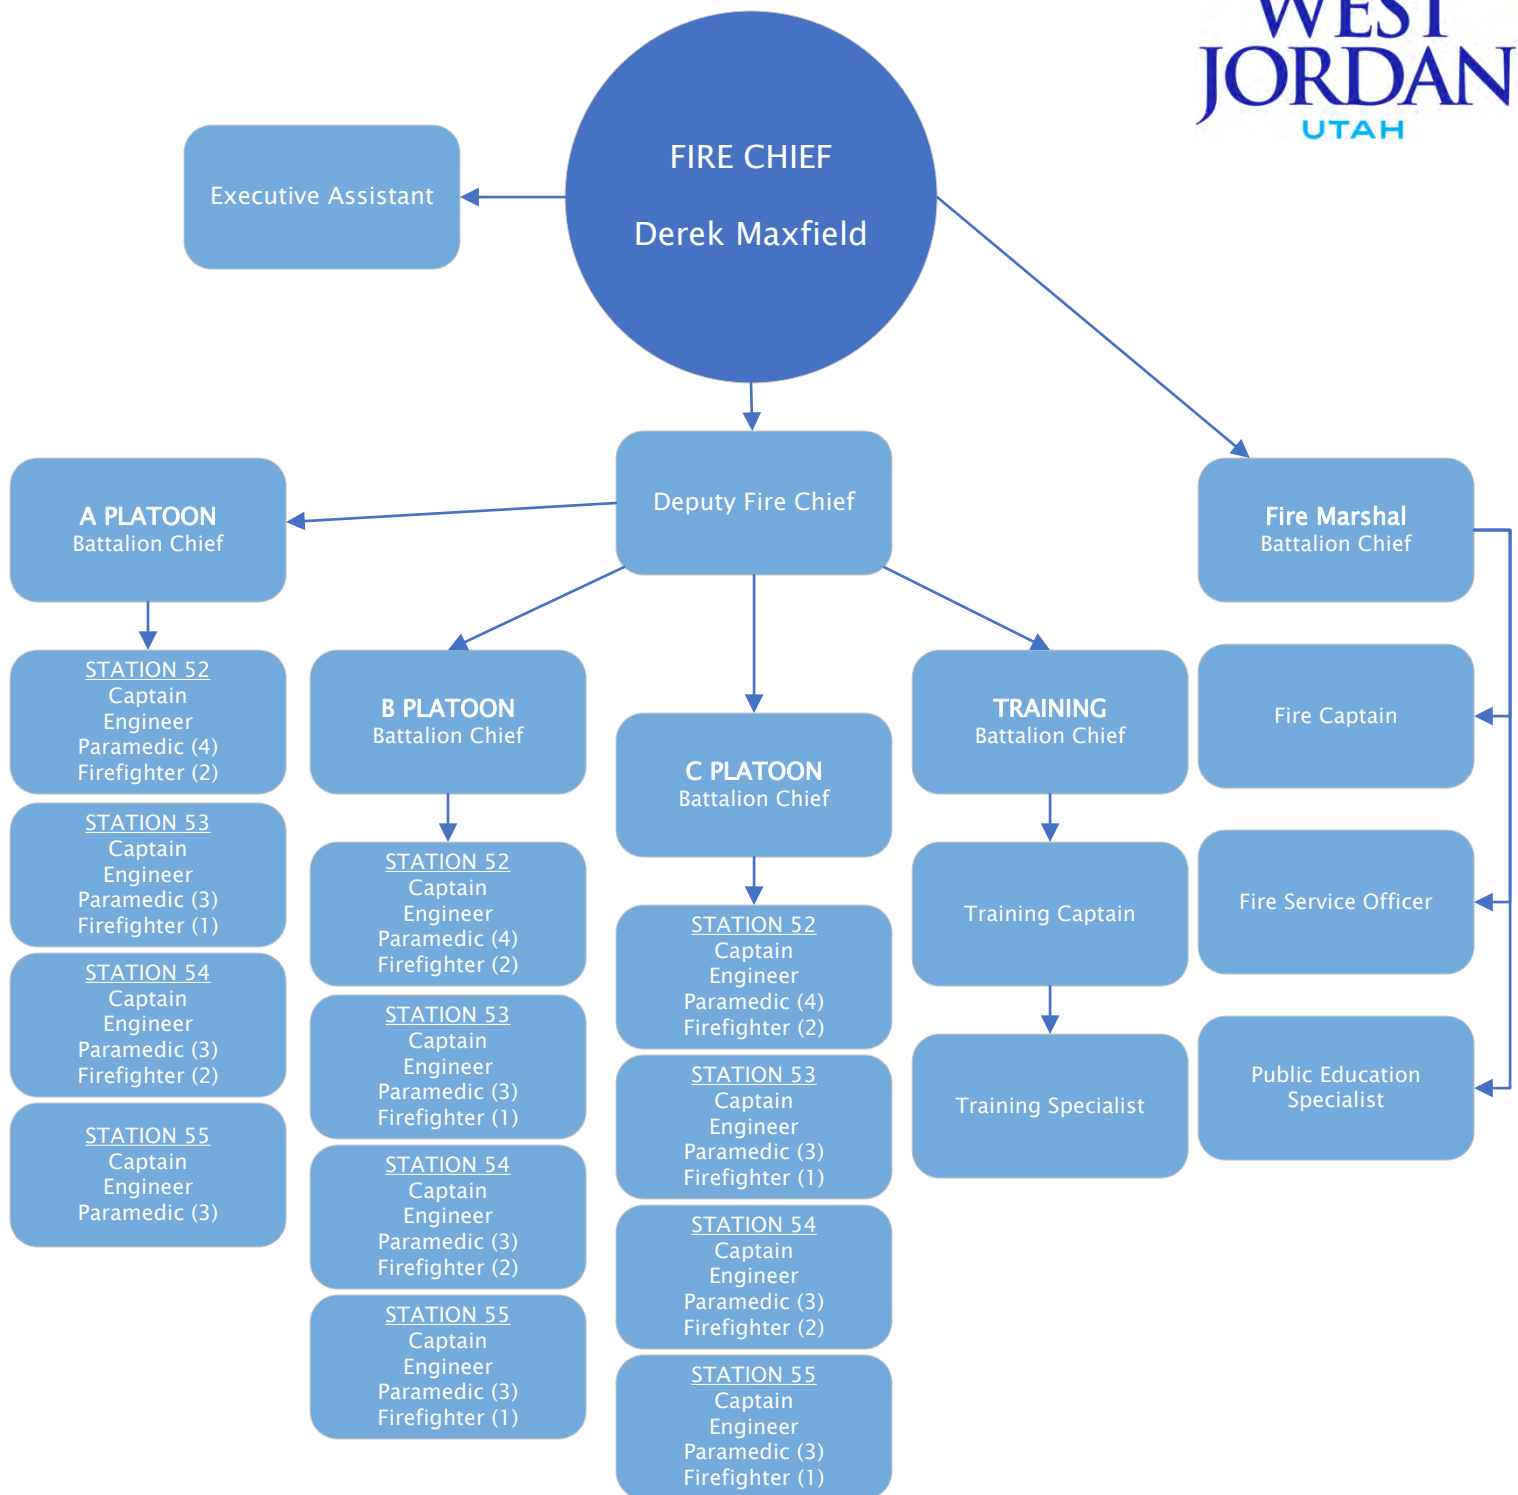 WEST
JORDAN
UTAH
FIRE CHIEF
Derek Maxfield
Executive Assistant
Deputy Fire Chief
A PLATOON
Battalion Chief
STATION 52
Captain
Engineer
Paramedic (4)
Firefighter (2)
STATION 53
Captain
Engineer
Paramedic (3)
Firefighter (1)
STATION 54
Captain
Engineer
Paramedic (3)
Firefighter (2)
STATION 55
Captain
Engineer
Paramedic (3)
B PLATOON
Battalion Chief
STATION 52
Captain
Engineer
Paramedic (4)
Firefighter (2)
STATION 53
Captain
Engineer
Paramedic (3)
Firefighter (1)
STATION 54
Captain
Engineer
Paramedic (3)
Firefighter (2)
STATION 55
Captain
Engineer
Paramedic (3)
Firefighter (1)
C PLATOON
Battalion Chief
STATION 52
Captain
Engineer
Paramedic (4)
Firefighter (2)
STATION 53
Captain
Engineer
Paramedic (3)
Firefighter (1)
STATION 54
Captain
Engineer
Paramedic (3)
Firefighter (2)
STATION 55
Captain
Engineer
Paramedic (3)
Firefighter (1)
TRAINING
Battalion Chief
Training Captain
Training Specialist
Fire Marshal
Battalion Chief
Fire Captain
Fire Service Officer
Public Education
Specialist